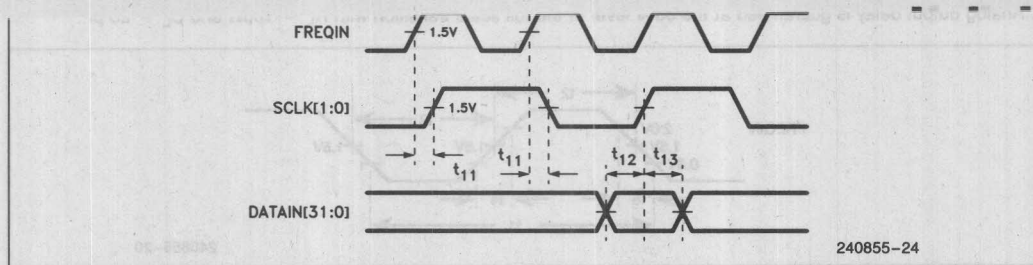 FREQIN
1.5V
SCLK[1:0]
1.5V
t11
t11
t12
t13
DATAIN[31:0]
240855-24